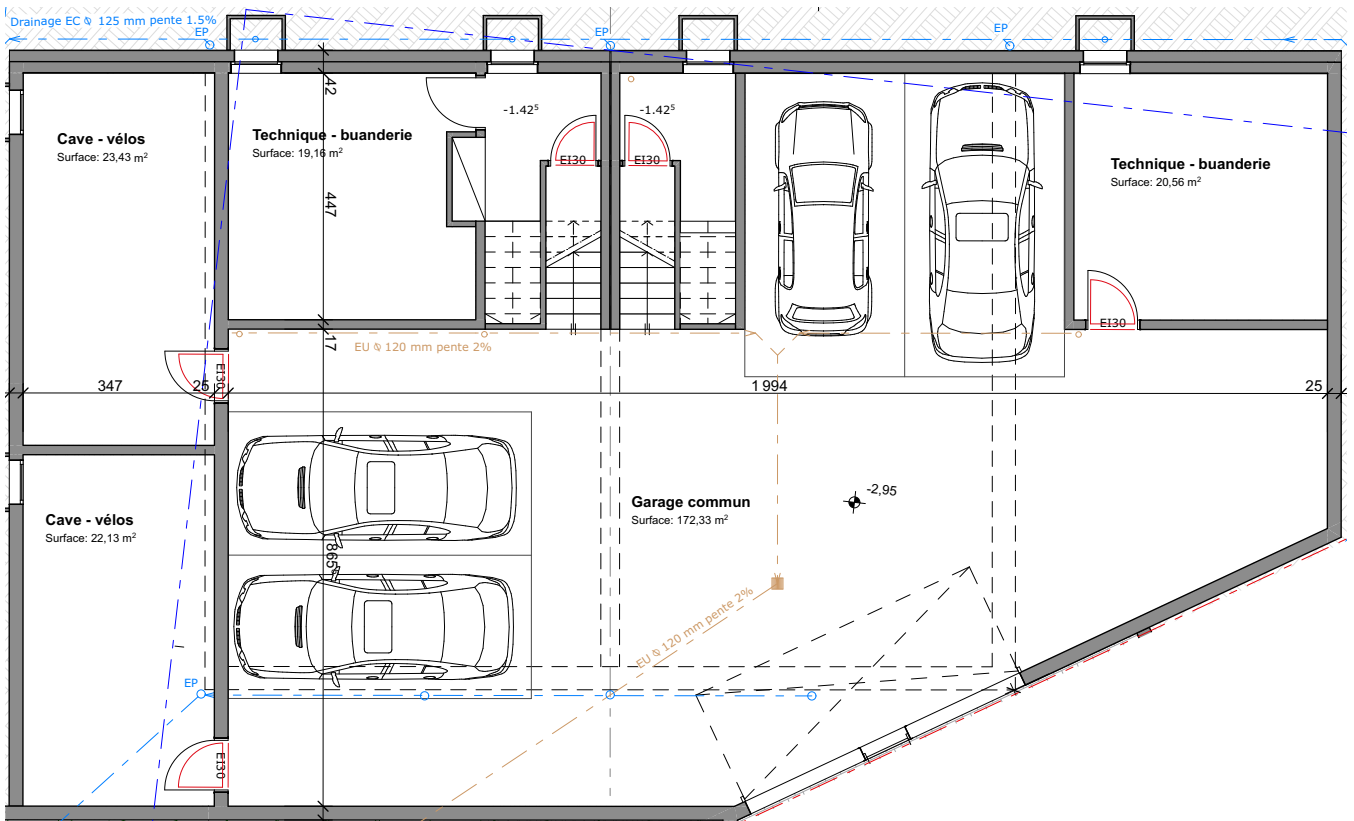 Drainage EC ⌀ 125 mm pente 1.5%
EP
EP
EP
42
-1.42⁵
-1.42⁵
Cave - vélos
Surface: 23,43 m²
Technique - buanderie
Surface: 19,16 m²
EI30
EI30
Technique - buanderie
Surface: 20,56 m²
447
EI30
17
EU ⌀ 120 mm pente 2%
EI30
347
25
1 994
25
Garage commun
Surface: 172,33 m²
-2,95
Cave - vélos
Surface: 22,13 m²
865⁵
EU ⌀ 120 mm pente 2%
EP
EI30